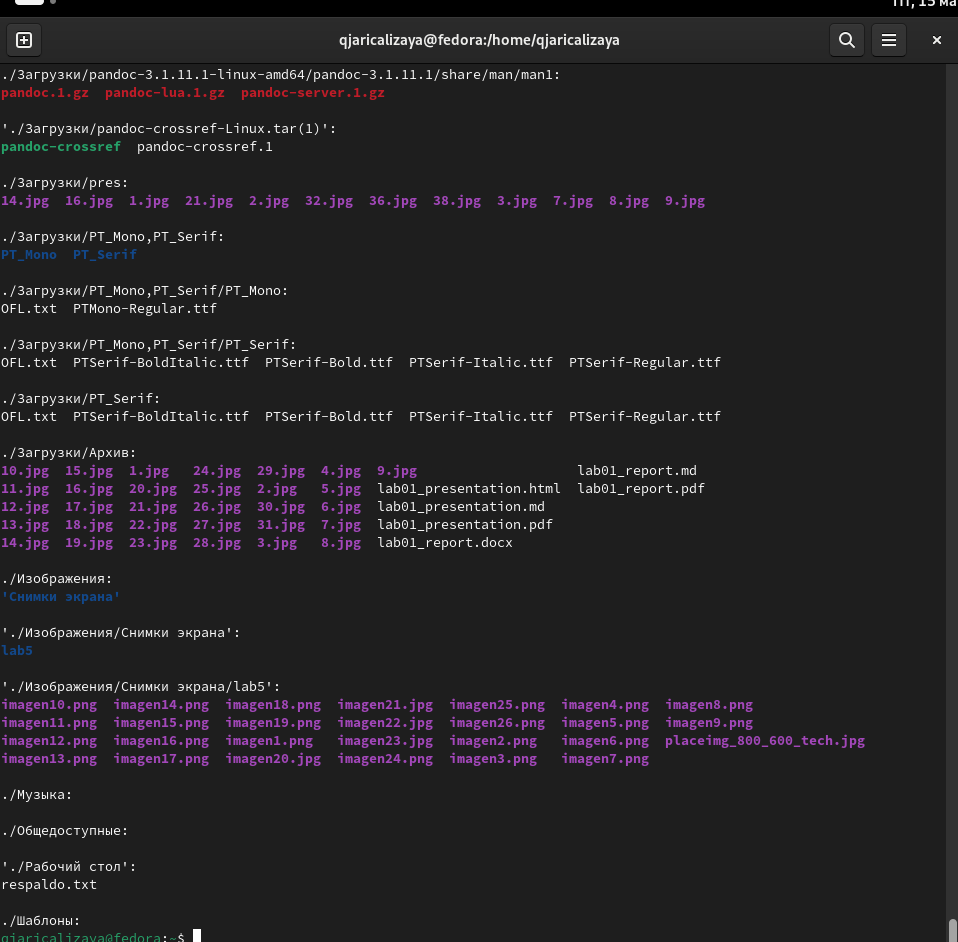 Пт, 15 ма
qjaricalizaya@fedora:/home/qjaricalizaya
./Загрузки/pandoc-3.1.11.1-linux-amd64/pandoc-3.1.11.1/share/man/man1:
pandoc.1.gz  pandoc-lua.1.gz  pandoc-server.1.gz
'./Загрузки/pandoc-crossref-Linux.tar(1)':
pandoc-crossref  pandoc-crossref.1
./Загрузки/pres:
14.jpg  16.jpg  1.jpg  21.jpg  2.jpg  32.jpg  36.jpg  38.jpg  3.jpg  7.jpg  8.jpg  9.jpg
./Загрузки/PT_Mono,PT_Serif:
PT_Mono  PT_Serif
./Загрузки/PT_Mono,PT_Serif/PT_Mono:
OFL.txt  PTMono-Regular.ttf
./Загрузки/PT_Mono,PT_Serif/PT_Serif:
OFL.txt  PTSerif-BoldItalic.ttf  PTSerif-Bold.ttf  PTSerif-Italic.ttf  PTSerif-Regular.ttf
./Загрузки/PT_Serif:
OFL.txt  PTSerif-BoldItalic.ttf  PTSerif-Bold.ttf  PTSerif-Italic.ttf  PTSerif-Regular.ttf
./Загрузки/Архив:
10.jpg  15.jpg  1.jpg   24.jpg  29.jpg  4.jpg  9.jpg                    lab01_report.md
11.jpg  16.jpg  20.jpg  25.jpg  2.jpg   5.jpg  lab01_presentation.html  lab01_report.pdf
12.jpg  17.jpg  21.jpg  26.jpg  30.jpg  6.jpg  lab01_presentation.md
13.jpg  18.jpg  22.jpg  27.jpg  31.jpg  7.jpg  lab01_presentation.pdf
14.jpg  19.jpg  23.jpg  28.jpg  3.jpg   8.jpg  lab01_report.docx
./Изображения:
'Снимки экрана'
'./Изображения/Снимки экрана':
lab5
'./Изображения/Снимки экрана/lab5':
imagen10.png  imagen14.png  imagen18.png  imagen21.jpg  imagen25.png  imagen4.png  imagen8.png
imagen11.png  imagen15.png  imagen19.png  imagen22.jpg  imagen26.png  imagen5.png  imagen9.png
imagen12.png  imagen16.png  imagen1.png   imagen23.jpg  imagen2.png   imagen6.png  placeimg_800_600_tech.jpg
imagen13.png  imagen17.png  imagen20.jpg  imagen24.png  imagen3.png   imagen7.png
./Музыка:
./Общедоступные:
'./Рабочий стол':
respaldo.txt
./Шаблоны:
qjaricalizaya@fedora:~$